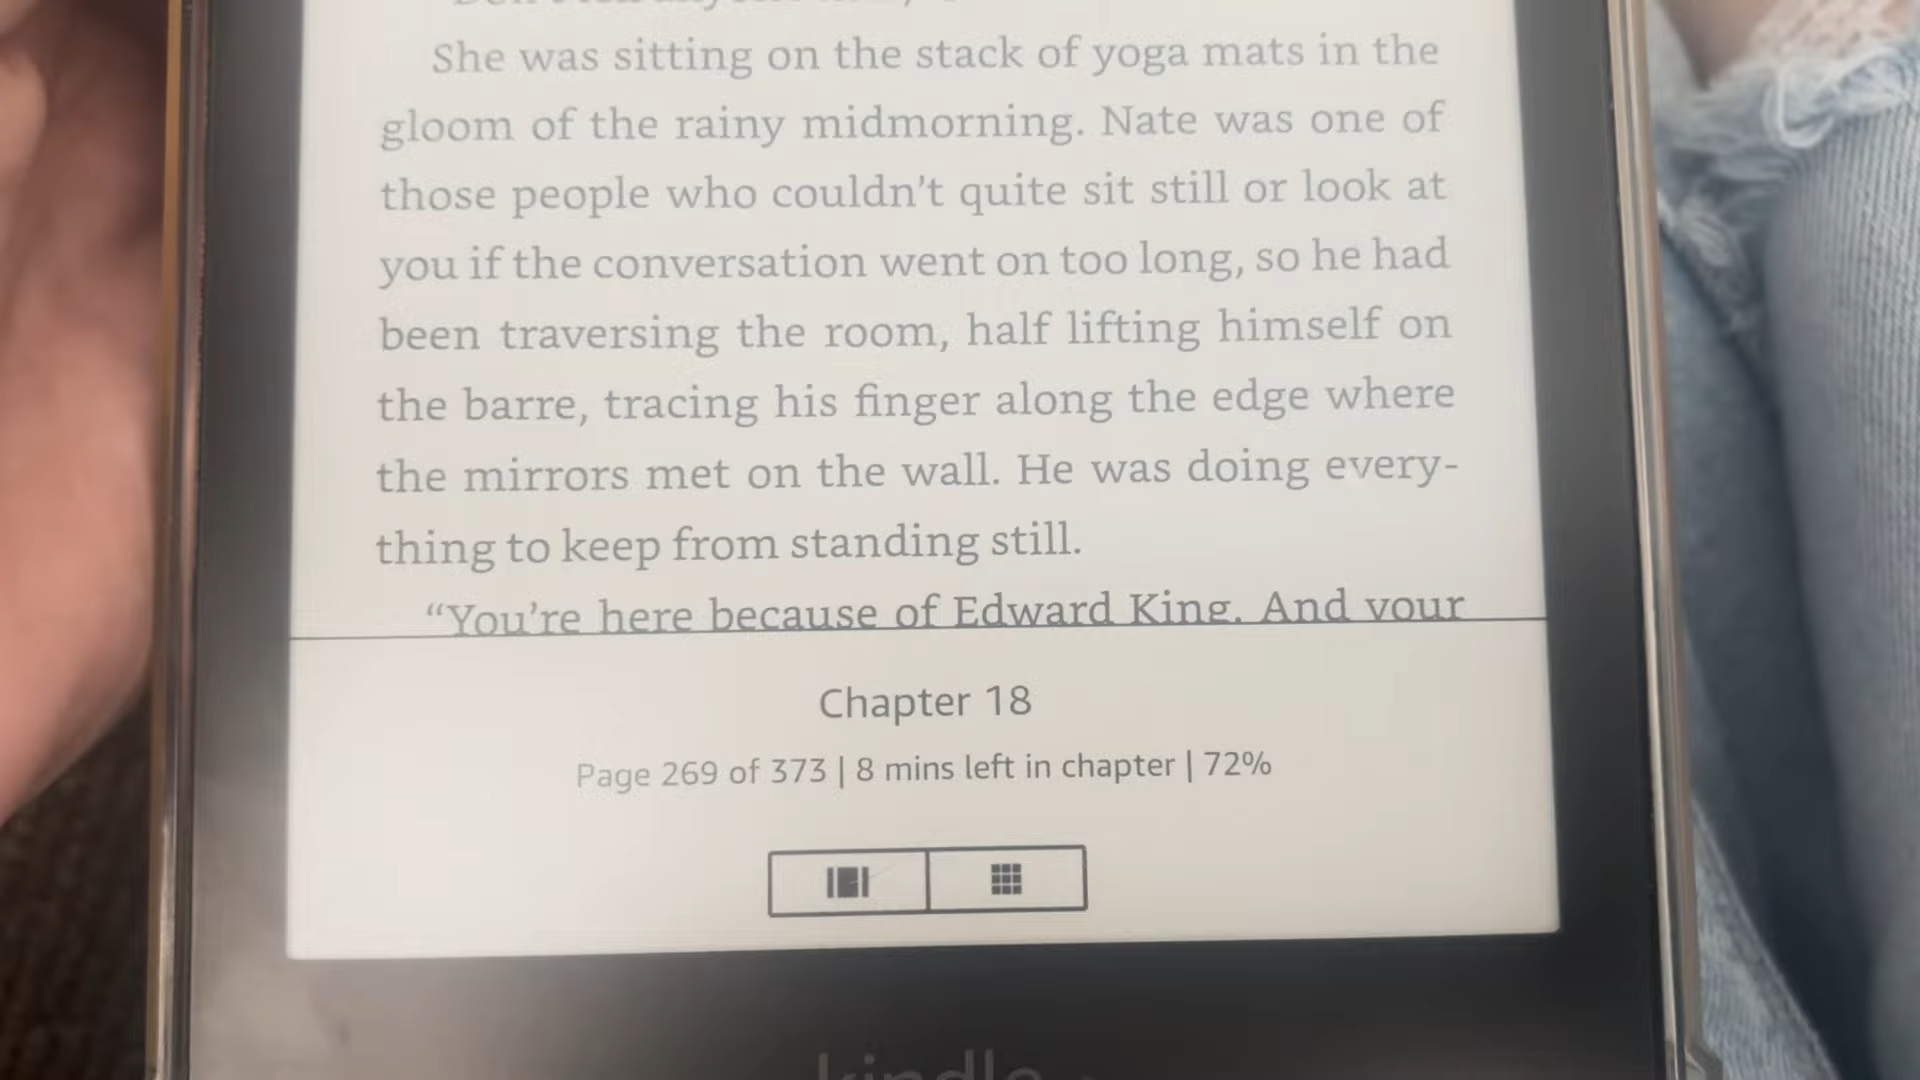 She was sitting on the stack of yoga mats in the
gloom of the rainy midmorning. Nate was one of
those people who couldn’t quite sit still or look at
you if the conversation went on too long, so he had
been traversing the room, half lifting himself on
the barre, tracing his finger along the edge where
the mirrors met on the wall. He was doing every-
thing to keep from standing still.
“You’re here because of Edward King. And your
Chapter 18
Page 269 of 373 | 8 mins left in chapter | 72%
kindle